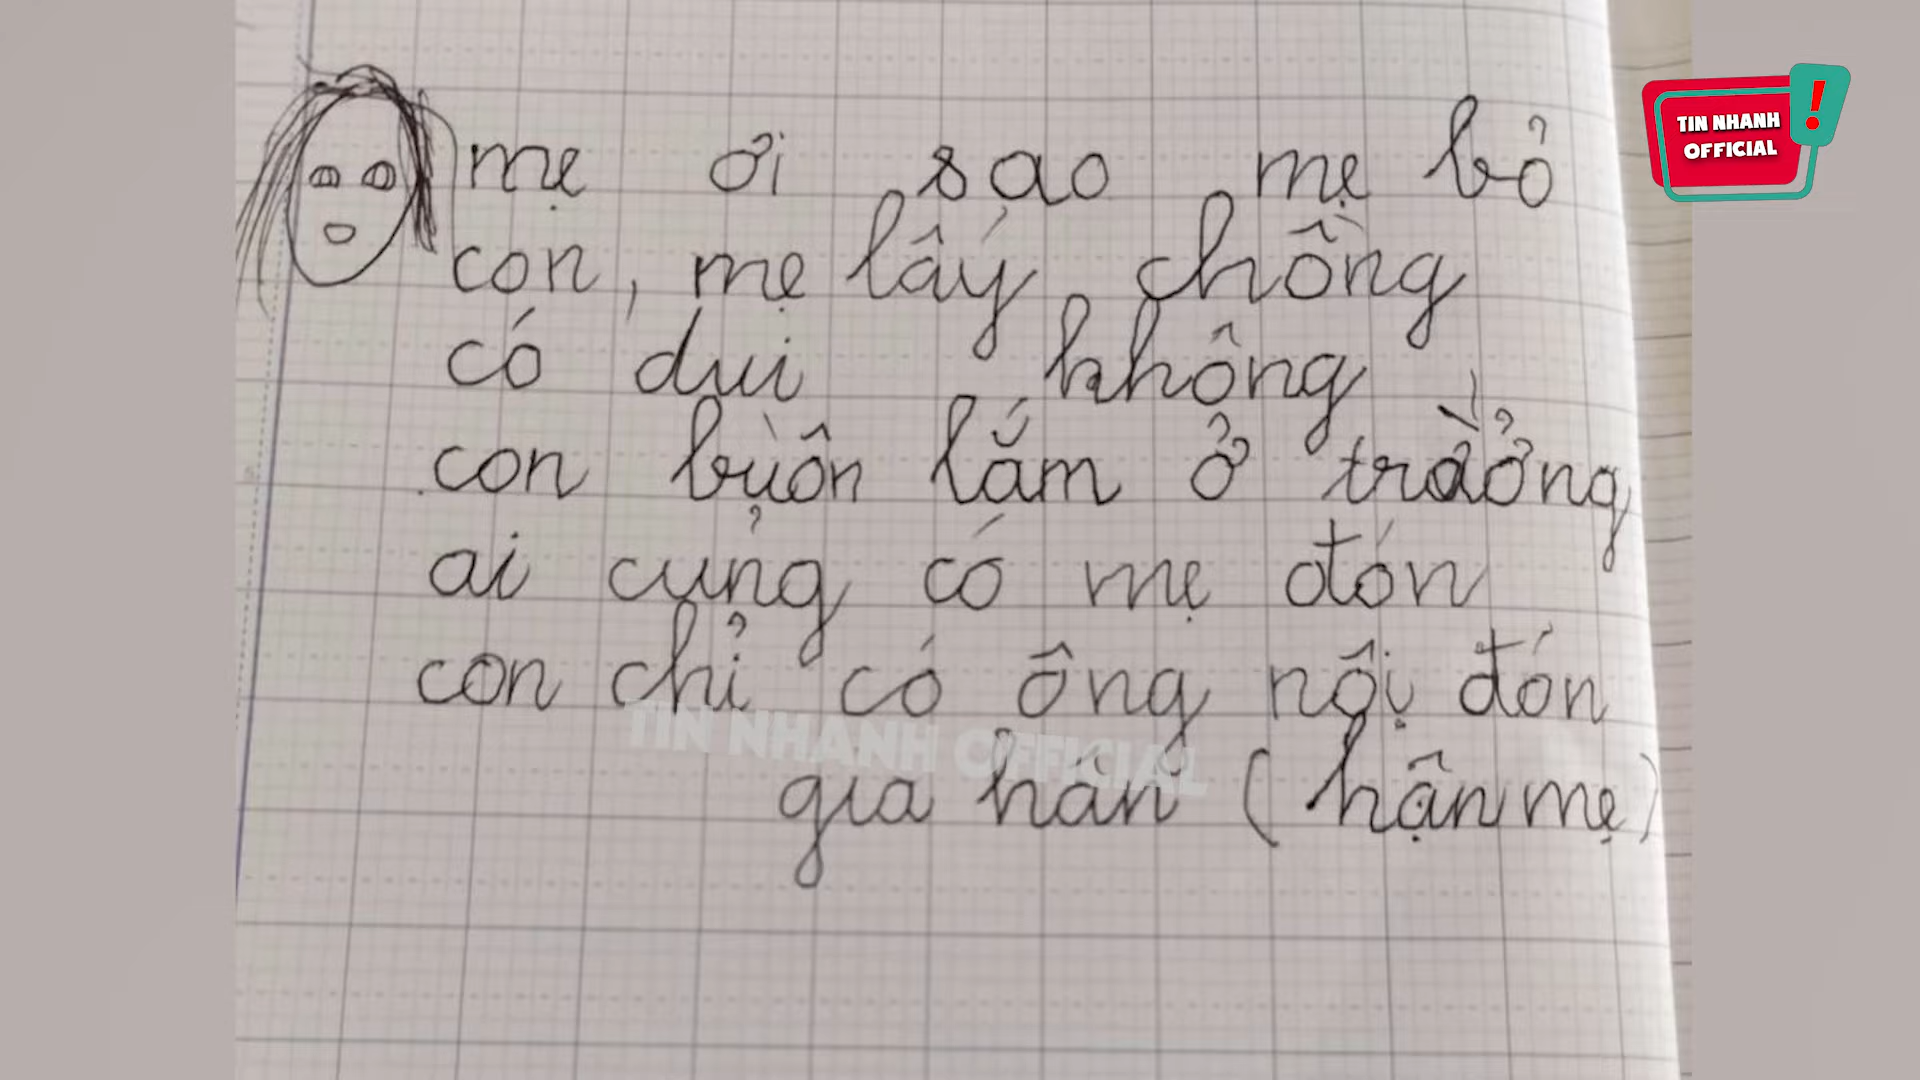 TIN NHANH
OFFICIAL
mẹ ơi sao mẹ bỏ
con, mẹ lấy chồng
có dui không
con buồn lắm ở trường
ai củng có mẹ đón
con chỉ có ông nội đón
TIN NHANH OFFICIAL
gia hân (hận mẹ)